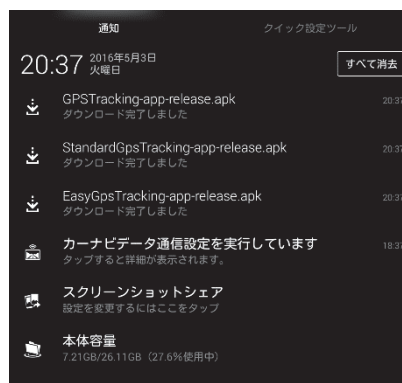 通知
クイック設定ツール
20:37
2016年5月3日
火曜日
すべて消去
GPSTracking-app-release.apk
20:37
ダウンロード完了しました
StandardGpsTracking-app-release.apk
20:37
ダウンロード完了しました
EasyGpsTracking-app-release.apk
20:37
ダウンロード完了しました
カーナビデータ通信設定を実行しています
18:37
タップすると詳細が表示されます。
スクリーンショットシェア
設定を変更するにはここをタップ
本体容量
7.21GB/26.11GB（27.6%使用中）